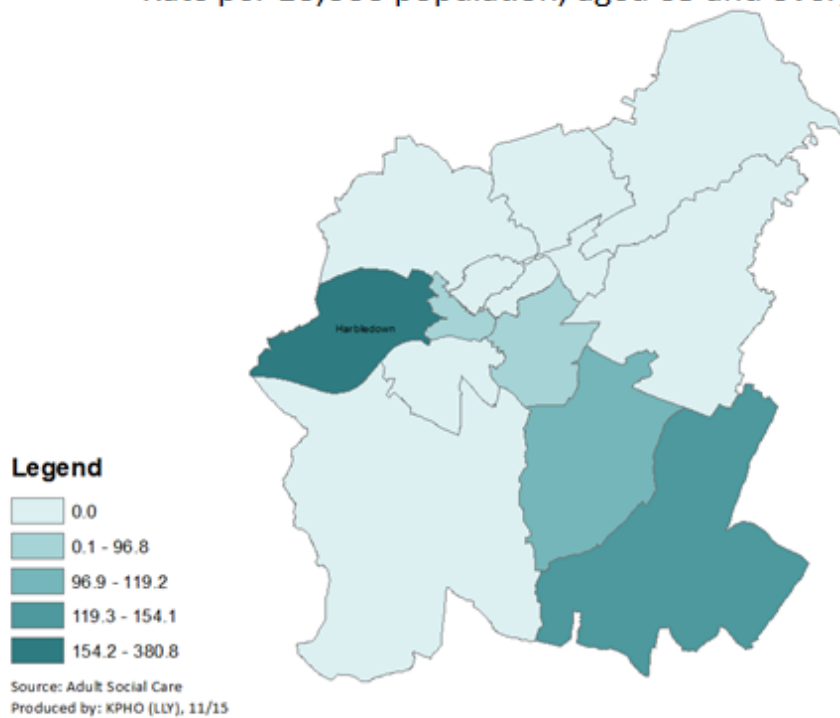 Harbledown
Legend
0.0
0.1 - 96.8
96.9 - 119.2
119.3 - 154.1
154.2 - 380.8
Source: Adult Social Care
Produced by: KPHO (LLY), 11/15